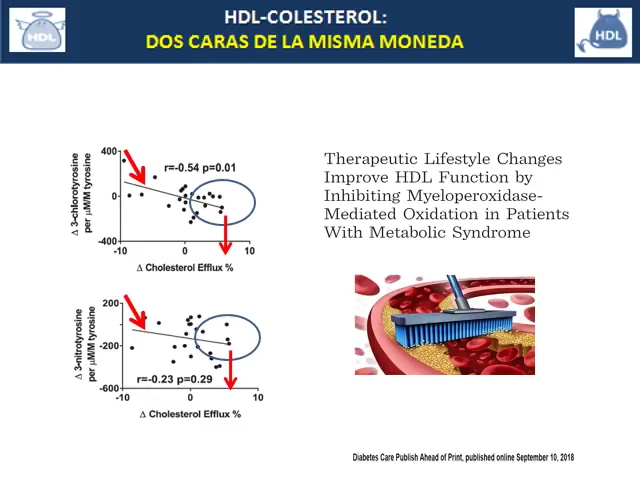 HDL
HDL-COLESTEROL:
DOS CARAS DE LA MISMA MONEDA
HDL
Δ 3-chlorotyrosine
per μM/M tyrosine
400
0
-400
r=-0.54 p=0.01
-10 0 10
Δ Cholesterol Efflux %
Therapeutic Lifestyle Changes
Improve HDL Function by
Inhibiting Myeloperoxidase-
Mediated Oxidation in Patients
With Metabolic Syndrome
Δ 3-nitrotyrosine
per μM/M tyrosine
200
-200
-600
r=-0.23 p=0.29
-10 0 10
Δ Cholesterol Efflux %
Diabetes Care Publish Ahead of Print, published online September 10, 2018